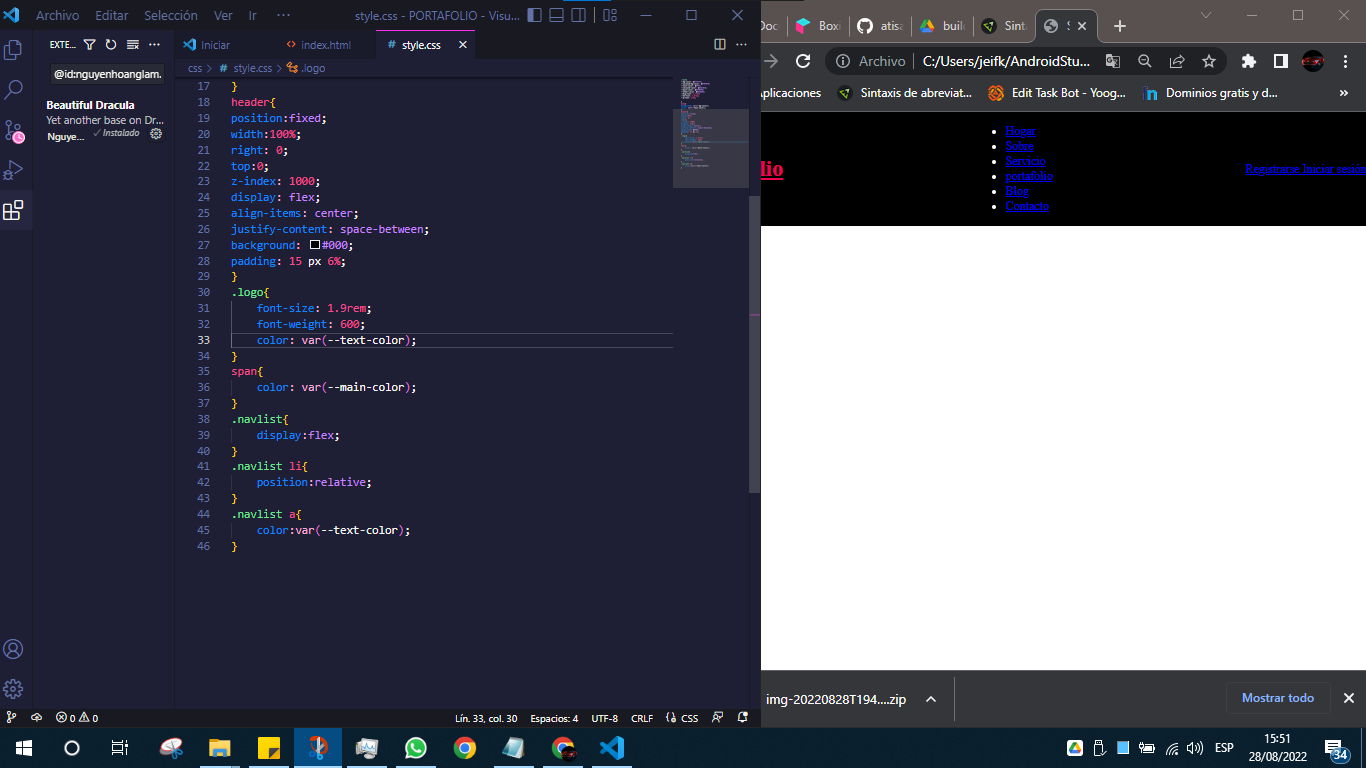 Archivo Editar Selección Ver Ir ··· style.css - PORTAFOLIO - Visu...
EXTE...
@id:nguyenhoanglam.
Beautiful Dracula
Yet another base on Dr...
Nguye... Instalado
Iniciar index.html style.css
css > style.css > .logo
17 }
18 header{
19 position:fixed;
20 width:100%;
21 right: 0;
22 top:0;
23 z-index: 1000;
24 display: flex;
25 align-items: center;
26 justify-content: space-between;
27 background: #000;
28 padding: 15 px 6%;
29 }
30 .logo{
31 font-size: 1.9rem;
32 font-weight: 600;
33 color: var(--text-color);
34 }
35 span{
36 color: var(--main-color);
37 }
38 .navlist{
39 display:flex;
40 }
41 .navlist li{
42 position:relative;
43 }
44 .navlist a{
45 color:var(--text-color);
46 }
0 0 Lín. 33, col. 30 Espacios: 4 UTF-8 CRLF CSS
Doc Boxi atisa build Sint S
Archivo C:/Users/jeifk/AndroidStu...
plicaciones Sintaxis de abreviat... Edit Task Bot - Yoog... Dominios gratis y d... »
lio
Hogar
Sobre
Servicio
portafolio
Blog
Contacto
Registrarse Iniciar sesión
img-20220828T194....zip Mostrar todo
ESP 15:51
28/08/2022 34